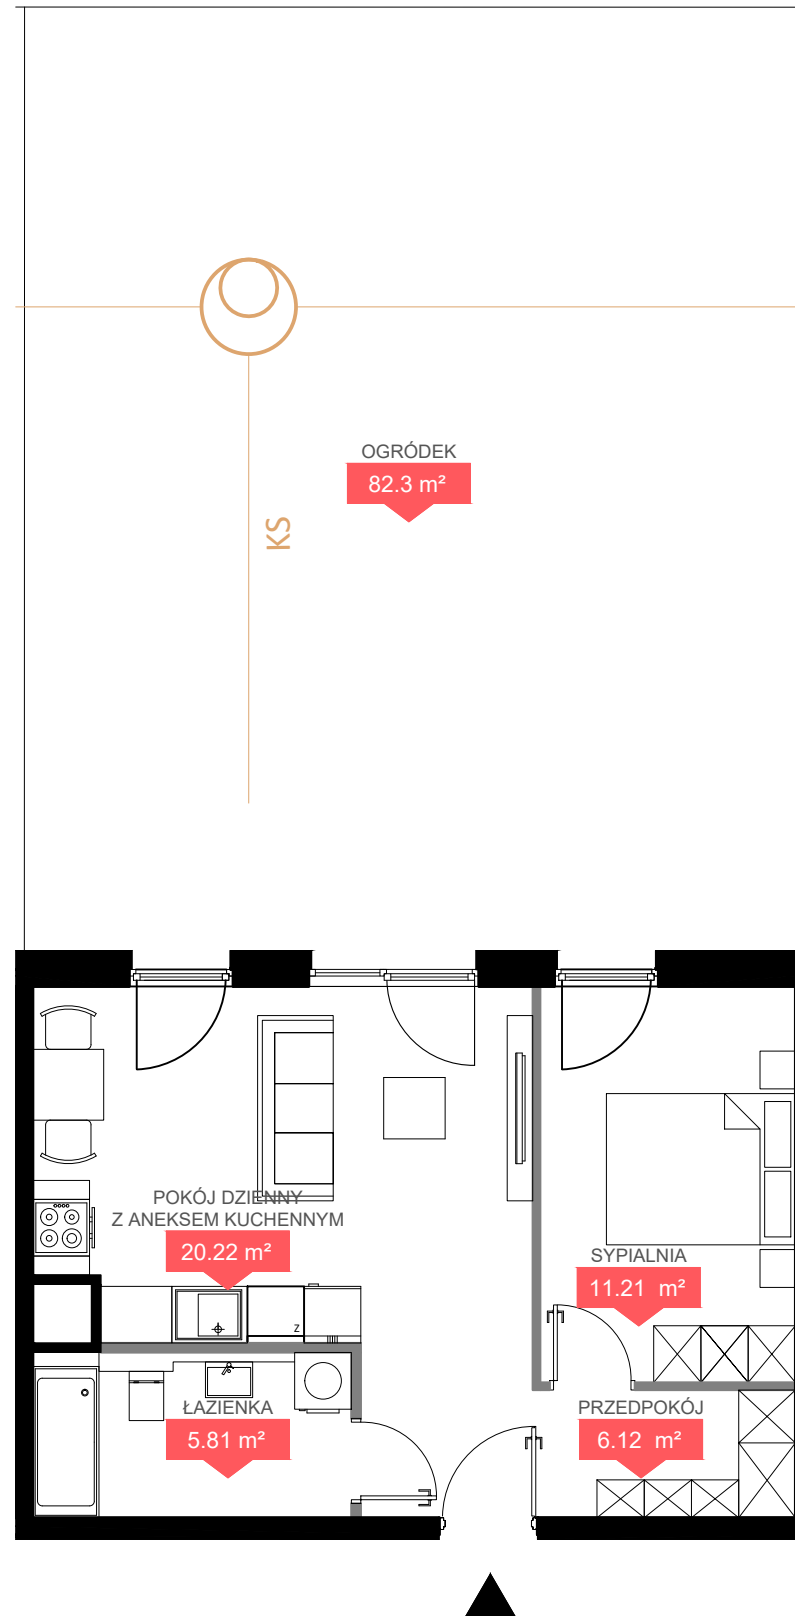 OGRÓDEK
82.3 m²
KS
POKÓJ DZIENNY
Z ANEKSEM KUCHENNYM
20.22 m²
SYPIALNIA
11.21 m²
Z
ŁAZIENKA
5.81 m²
PRZEDPOKÓJ
6.12 m²